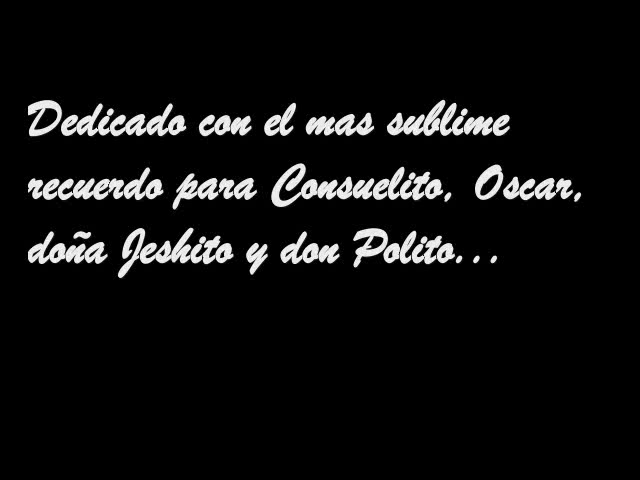 Dedicado con el mas sublime
recuerdo para Consuelito, Oscar,
doña Jeshito y don Polito...